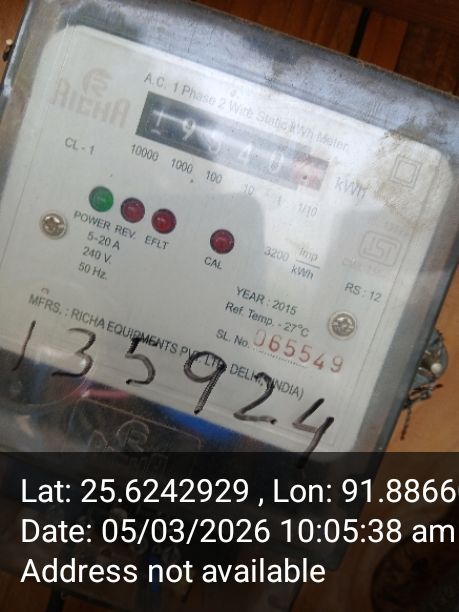 RICHA
A.C. 1 Phase 2 Wire Static kWh Meter
kWH
CL - 1
10000 1000 100 10 1 1/10
POWER REV. EFLT
CAL
3200 imp/kWh
5-20 A
240 V.
50 Hz.
RS : 12
YEAR : 2015
Ref. Temp. - 27°C
SL. No. 065549
MFRS. : RICHA EQUIPMENTS PVT. LTD. DELHI (INDIA)
135924
Lat: 25.6242929 , Lon: 91.8866
Date: 05/03/2026 10:05:38 am
Address not available